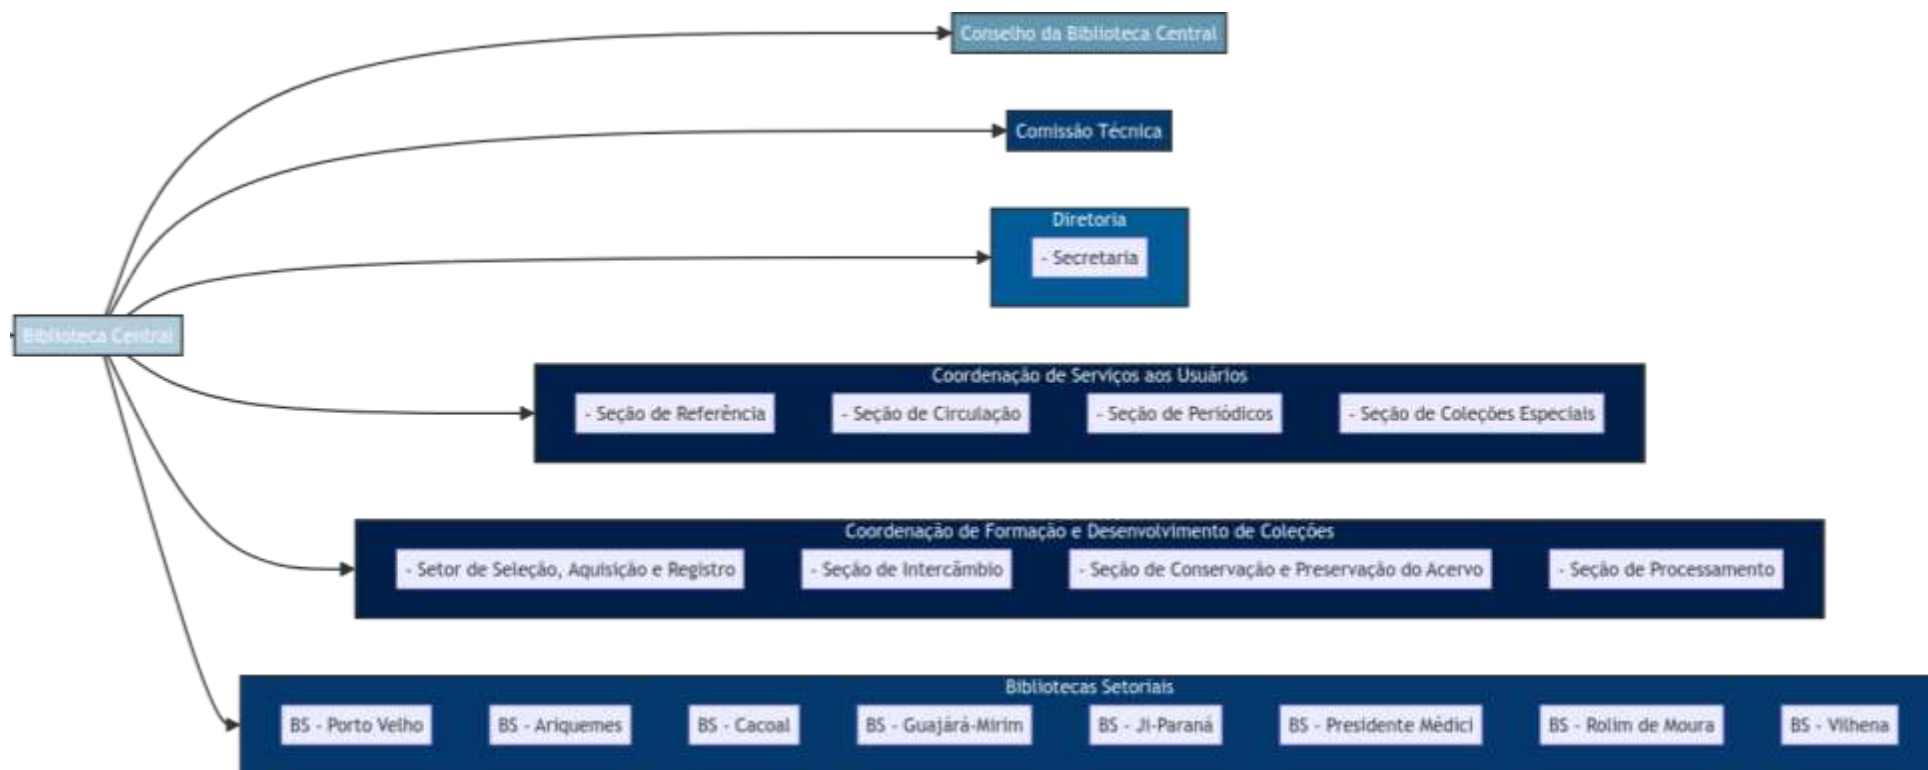 Conselho da Biblioteca Central
Comissão Técnica
Diretoria
- Secretaria
Biblioteca Central
Coordenação de Serviços aos Usuários
- Seção de Referência
- Seção de Circulação
- Seção de Periódicos
- Seção de Coleções Especiais
Coordenação de Formação e Desenvolvimento de Coleções
- Setor de Seleção, Aquisição e Registro
- Seção de Intercâmbio
- Seção de Conservação e Preservação do Acervo
- Seção de Processamento
Bibliotecas Setoriais
BS - Porto Velho
BS - Ariquemes
BS - Cacoal
BS - Guajárá-Mirim
BS - Ji-Paraná
BS - Presidente Médici
BS - Rolim de Moura
BS - Vilhena